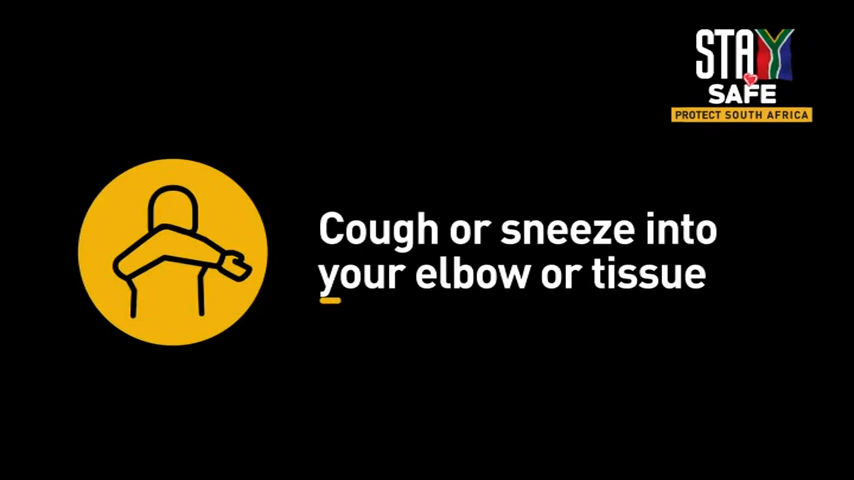 STAY
SAFE
PROTECT SOUTH AFRICA
Cough or sneeze into
your elbow or tissue